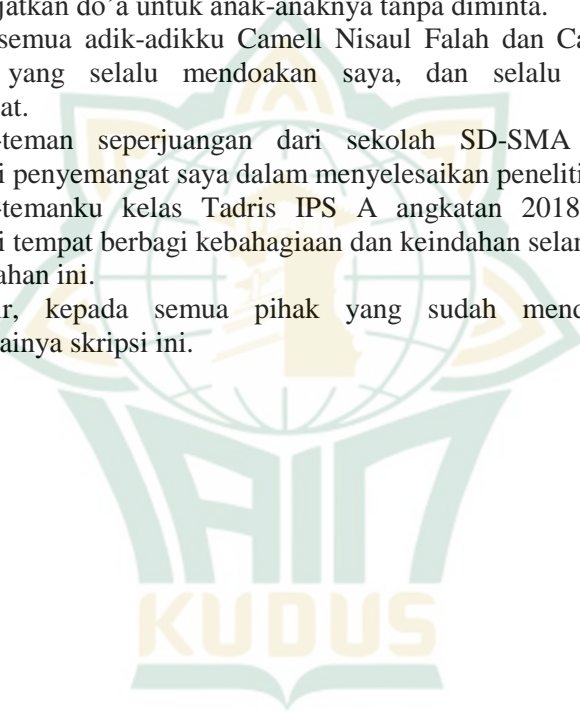 jatkan do'a untuk anak-anaknya tanpa diminta.
semua adik-adikku Camell Nisaul Falah dan Ca
yang selalu mendoakan saya, dan selalu
at.
-teman seperjuangan dari sekolah SD-SMA
i penyemangat saya dalam menyelesaikan peneliti
-temanku kelas Tadris IPS A angkatan 2018
i tempat berbagi kebahagiaan dan keindahan selan
ahan ini.
r, kepada semua pihak yang sudah mend
ainya skripsi ini.
IAIN
KUDUS